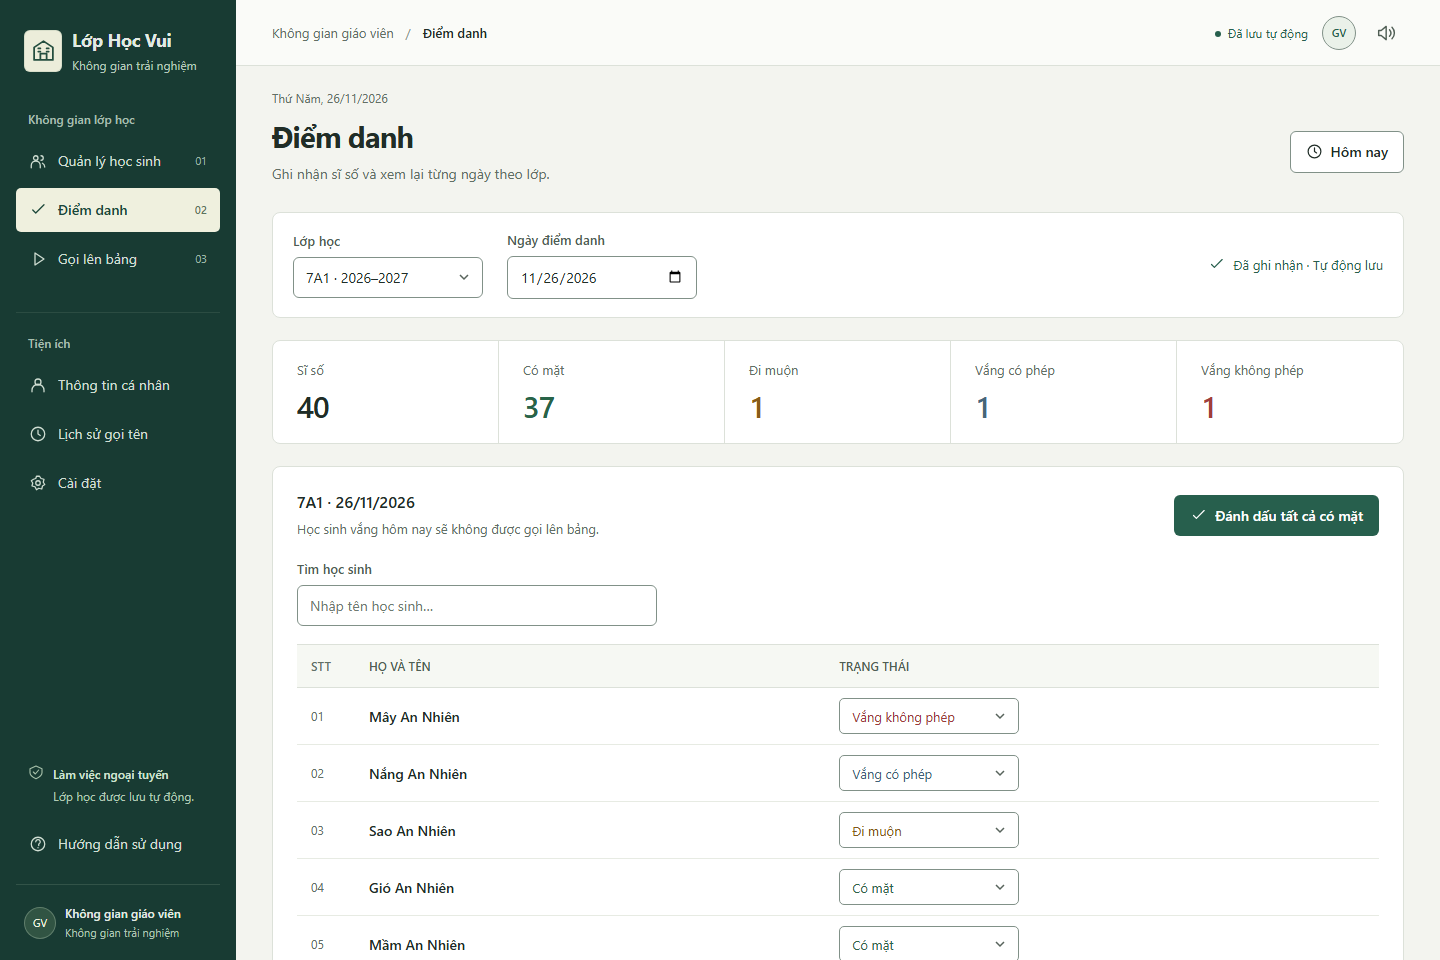 Lớp Học Vui
Không gian trải nghiệm
Không gian lớp học
Quản lý học sinh 01
Điểm danh 02
Gọi lên bảng 03
Tiện ích
Thông tin cá nhân
Lịch sử gọi tên
Cài đặt
Làm việc ngoại tuyến
Lớp học được lưu tự động.
Hướng dẫn sử dụng
GV
Không gian giáo viên
Không gian trải nghiệm
Không gian giáo viên / Điểm danh
Đã lưu tự động
GV
Thứ Năm, 26/11/2026
Điểm danh
Ghi nhận sĩ số và xem lại từng ngày theo lớp.
Hôm nay
Lớp học
7A1 · 2026–2027
Ngày điểm danh
11/26/2026
Đã ghi nhận · Tự động lưu
Sĩ số
40
Có mặt
37
Đi muộn
1
Vắng có phép
1
Vắng không phép
1
7A1 · 26/11/2026
Học sinh vắng hôm nay sẽ không được gọi lên bảng.
Đánh dấu tất cả có mặt
Tìm học sinh
Nhập tên học sinh...
STT HỌ VÀ TÊN TRẠNG THÁI
01 Mây An Nhiên Vắng không phép
02 Nắng An Nhiên Vắng có phép
03 Sao An Nhiên Đi muộn
04 Gió An Nhiên Có mặt
05 Mầm An Nhiên Có mặt